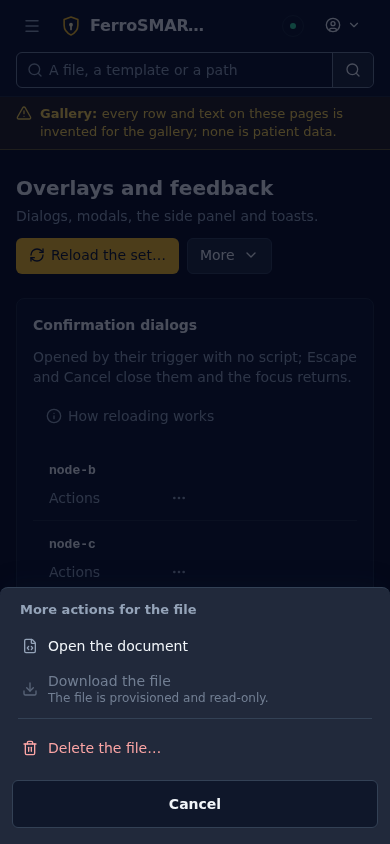 FerroSMAR…
A file, a template or a path
Gallery: every row and text on these pages is
invented for the gallery; none is patient data.
Overlays and feedback
Dialogs, modals, the side panel and toasts.
Reload the set…
More
Confirmation dialogs
Opened by their trigger with no script; Escape
and Cancel close them and the focus returns.
How reloading works
node-b
Actions
node-c
Actions
More actions for the file
Open the document
Download the file
The file is provisioned and read-only.
Delete the file…
Cancel